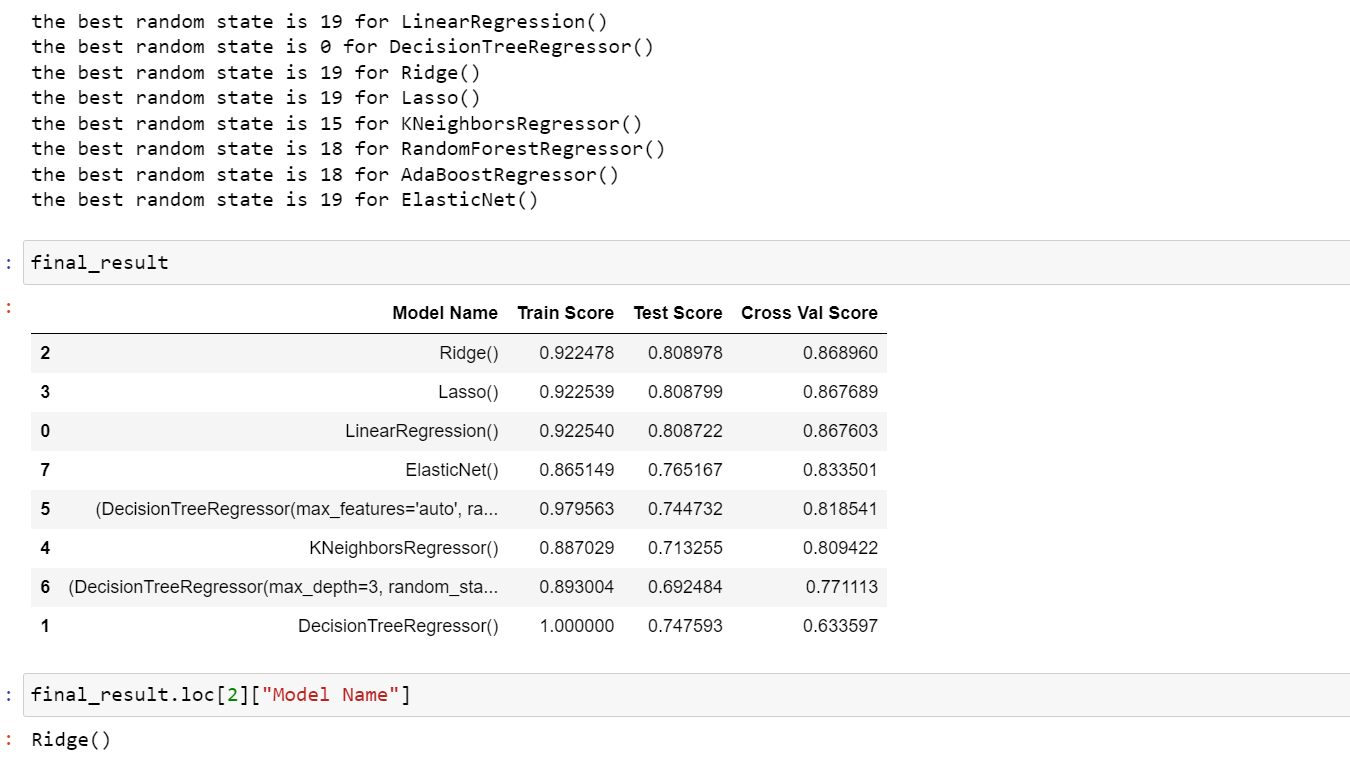 the best random state is 19 for LinearRegression()
the best random state is 0 for DecisionTreeRegressor()
the best random state is 19 for Ridge()
the best random state is 19 for Lasso()
the best random state is 15 for KNeighborsRegressor()
the best random state is 18 for RandomForestRegressor()
the best random state is 18 for AdaBoostRegressor()
the best random state is 19 for ElasticNet()
: final_result
:
Model Name Train Score Test Score Cross Val Score
2 Ridge() 0.922478 0.808978 0.868960
3 Lasso() 0.922539 0.808799 0.867689
0 LinearRegression() 0.922540 0.808722 0.867603
7 ElasticNet() 0.865149 0.765167 0.833501
5 (DecisionTreeRegressor(max_features='auto', ra... 0.979563 0.744732 0.818541
4 KNeighborsRegressor() 0.887029 0.713255 0.809422
6 (DecisionTreeRegressor(max_depth=3, random_sta... 0.893004 0.692484 0.771113
1 DecisionTreeRegressor() 1.000000 0.747593 0.633597
: final_result.loc[2]["Model Name"]
: Ridge()